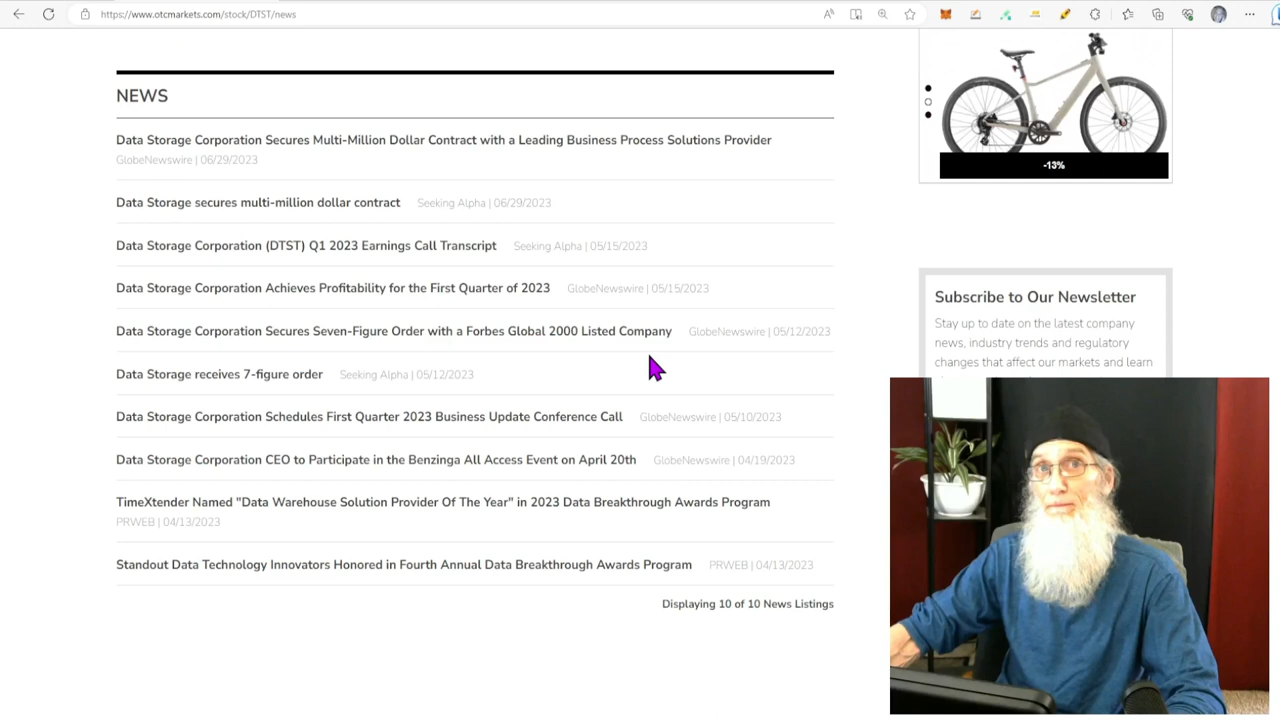 https://www.otcmarkets.com/stock/DTST/news
NEWS
Data Storage Corporation Secures Multi-Million Dollar Contract with a Leading Business Process Solutions Provider
GlobeNewswire | 06/29/2023
Data Storage secures multi-million dollar contract Seeking Alpha | 06/29/2023
Data Storage Corporation (DTST) Q1 2023 Earnings Call Transcript Seeking Alpha | 05/15/2023
Data Storage Corporation Achieves Profitability for the First Quarter of 2023 GlobeNewswire | 05/15/2023
Data Storage Corporation Secures Seven-Figure Order with a Forbes Global 2000 Listed Company GlobeNewswire | 05/12/2023
Data Storage receives 7-figure order Seeking Alpha | 05/12/2023
Data Storage Corporation Schedules First Quarter 2023 Business Update Conference Call GlobeNewswire | 05/10/2023
Data Storage Corporation CEO to Participate in the Benzinga All Access Event on April 20th GlobeNewswire | 04/19/2023
TimeXtender Named "Data Warehouse Solution Provider Of The Year" in 2023 Data Breakthrough Awards Program
PRWEB | 04/13/2023
Standout Data Technology Innovators Honored in Fourth Annual Data Breakthrough Awards Program PRWEB | 04/13/2023
Displaying 10 of 10 News Listings
-13%
Subscribe to Our Newsletter
Stay up to date on the latest company
news, industry trends and regulatory
changes that affect our markets and learn